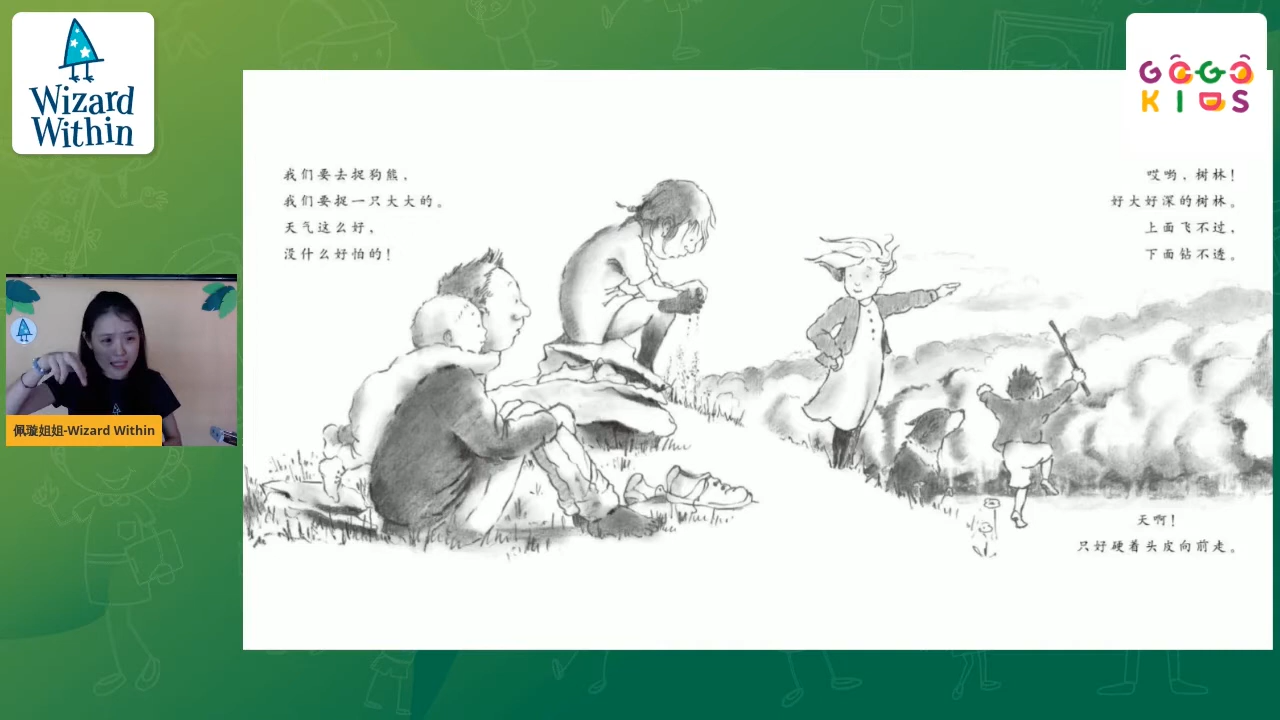 Wizard
Within
GOGO
KIDS
我们要去捉狗熊，
我们要捉一只大大的。
天气这么好，
没什么好怕的！
哎哟，树林！
好大好深的树林。
上面飞不过，
下面钻不透。
天啊！
只好硬着头皮向前走。
佩璇姐姐-Wizard Within